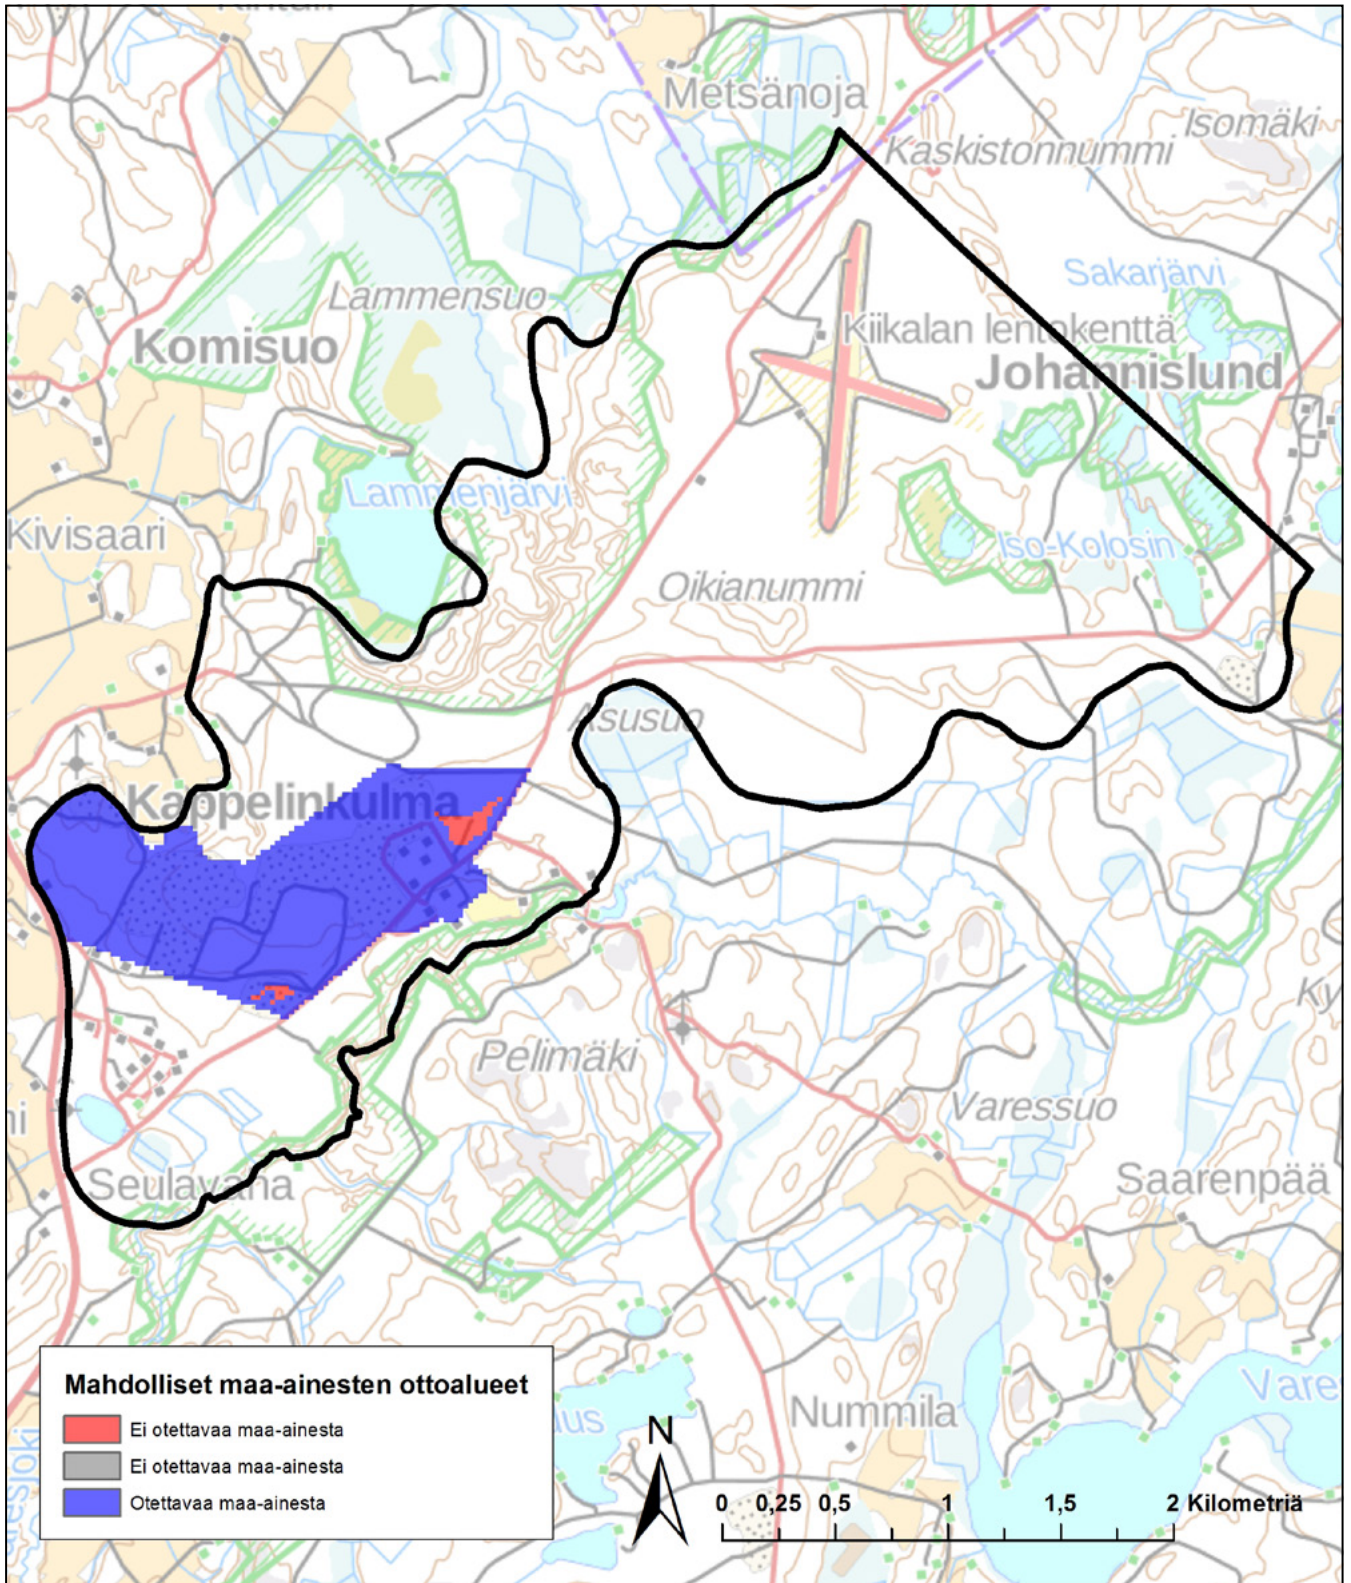 Metsänoja
Isomäki
Kaskistonnummi
Sakarjärvi
Lammensuo
Kiikalan lentokenttä
Komisuo
Johannislund
Lammenjärvi
Kivisaari
Iso-Kolosin
Oikianummi
Asusuo
Kappelinkulma
Ky
Pelimäki
Varessuo
Saarenpää
Seulavana
Mahdolliset maa-ainesten ottoalueet
Ei otettavaa maa-ainesta
Ei otettavaa maa-ainesta
Otettavaa maa-ainesta
Vare
Nummila
N
0 0,25 0,5 1 1,5 2 Kilometriä